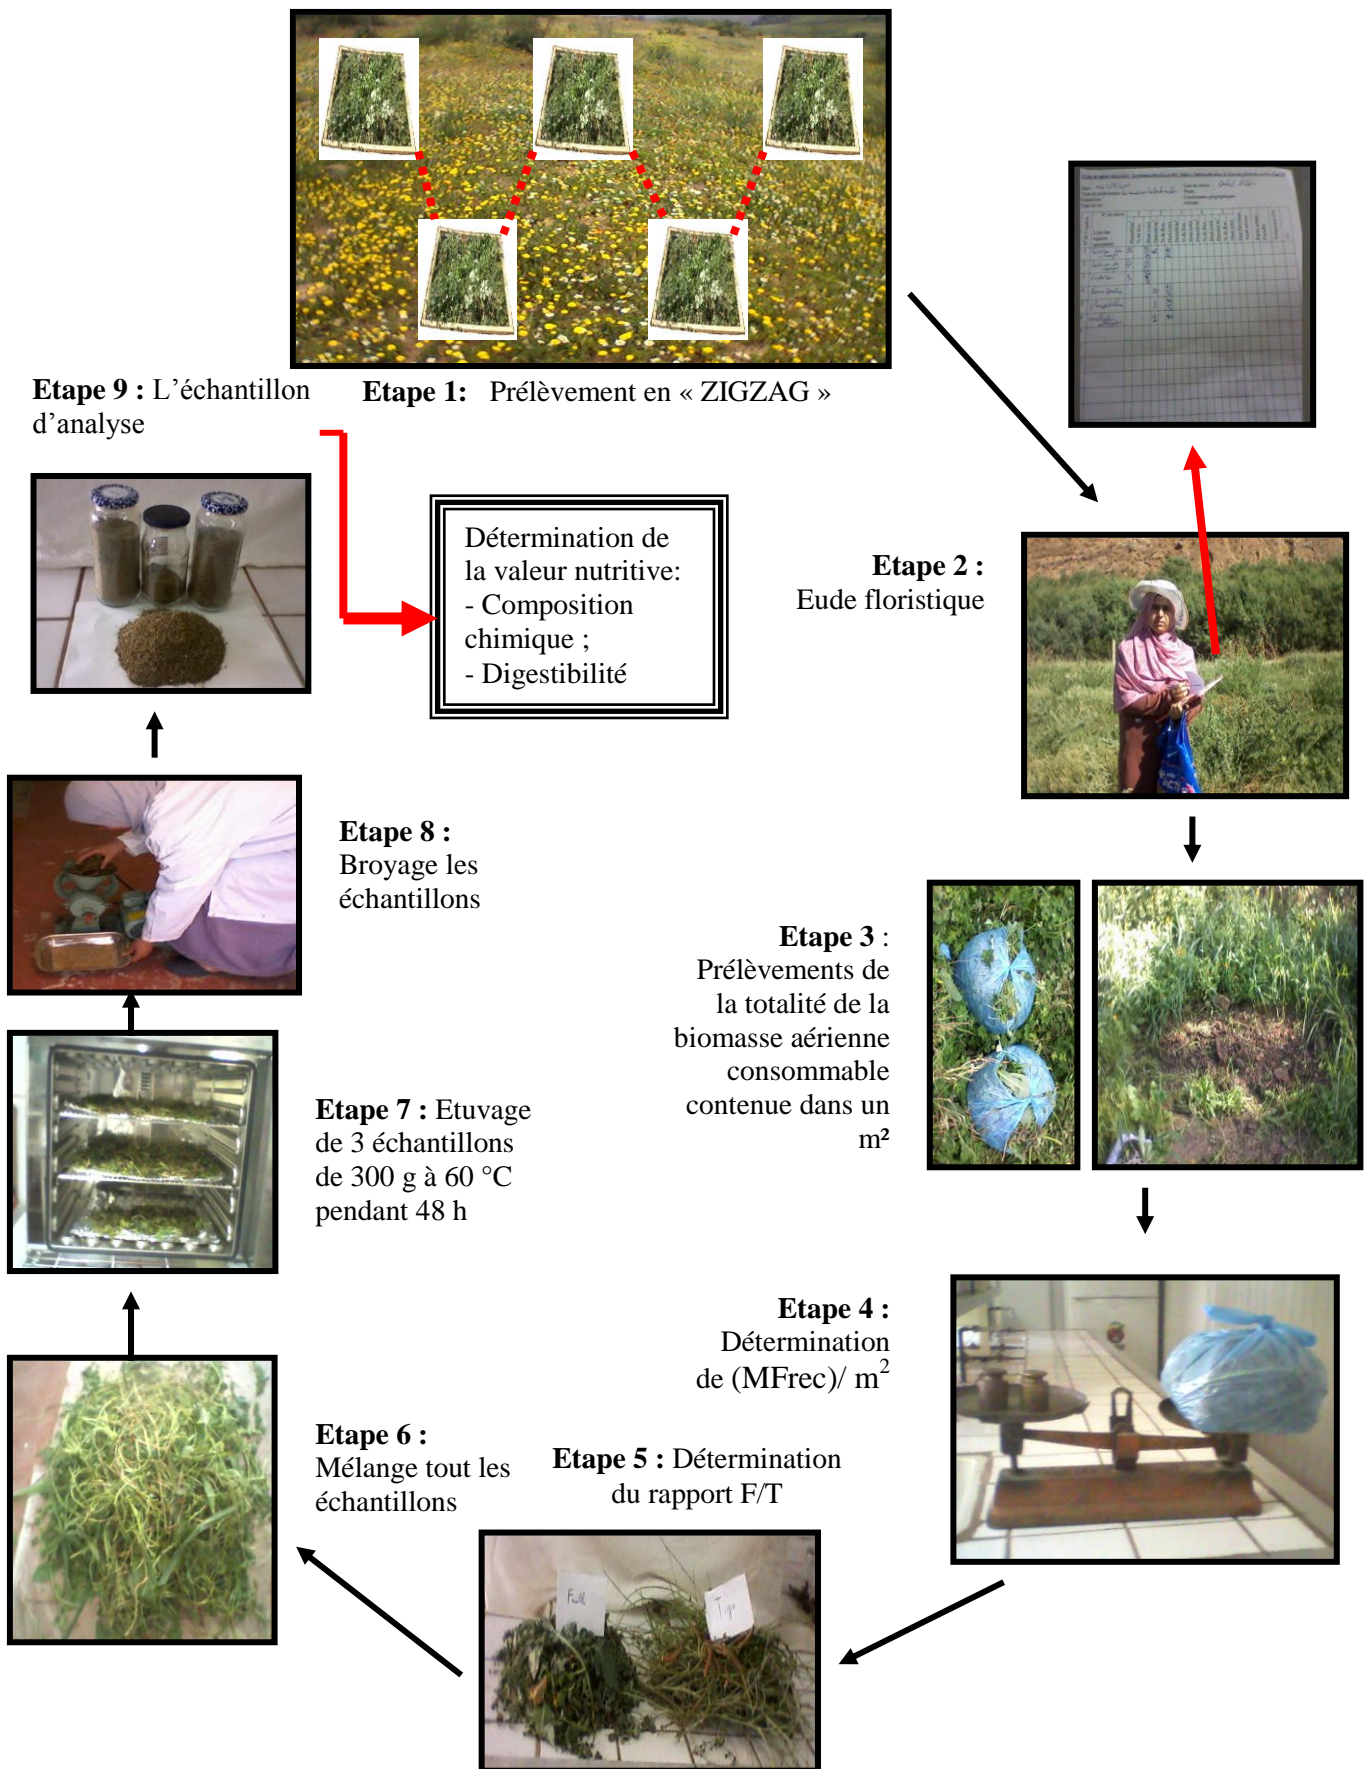 Etape 1: Prélèvement en « ZIGZAG »
Etape 2 :
Eude floristique
Etape 3 :
Prélèvements de
la totalité de la
biomasse aérienne
consommable
contenue dans un
m²
Etape 4 :
Détermination
de (MFrec)/ m²
Etape 5 : Détermination
du rapport F/T
Etape 6 :
Mélange tout les
échantillons
Etape 7 : Etuvage
de 3 échantillons
de 300 g à 60 °C
pendant 48 h
Etape 8 :
Broyage les
échantillons
Etape 9 : L’échantillon
d’analyse
Détermination de
la valeur nutritive:
- Composition
chimique ;
- Digestibilité